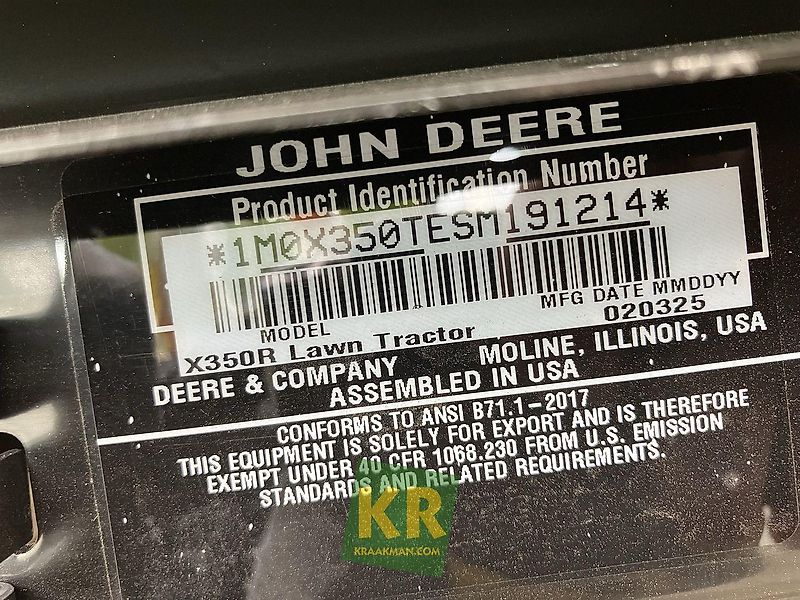 JOHN DEERE
Product Identification Number
*1M0X350TESM191214*
MODEL
MFG DATE MMDDYY
X350R Lawn Tractor
020325
DEERE & COMPANY
MOLINE, ILLINOIS, USA
ASSEMBLED IN USA
CONFORMS TO ANSI B71.1-2017
THIS EQUIPMENT IS SOLELY FOR EXPORT AND IS THEREFORE
EXEMPT UNDER 40 CFR 1068.230 FROM U.S. EMISSION
STANDARDS AND RELATED REQUIREMENTS.
KR
KRAAKMAN.COM